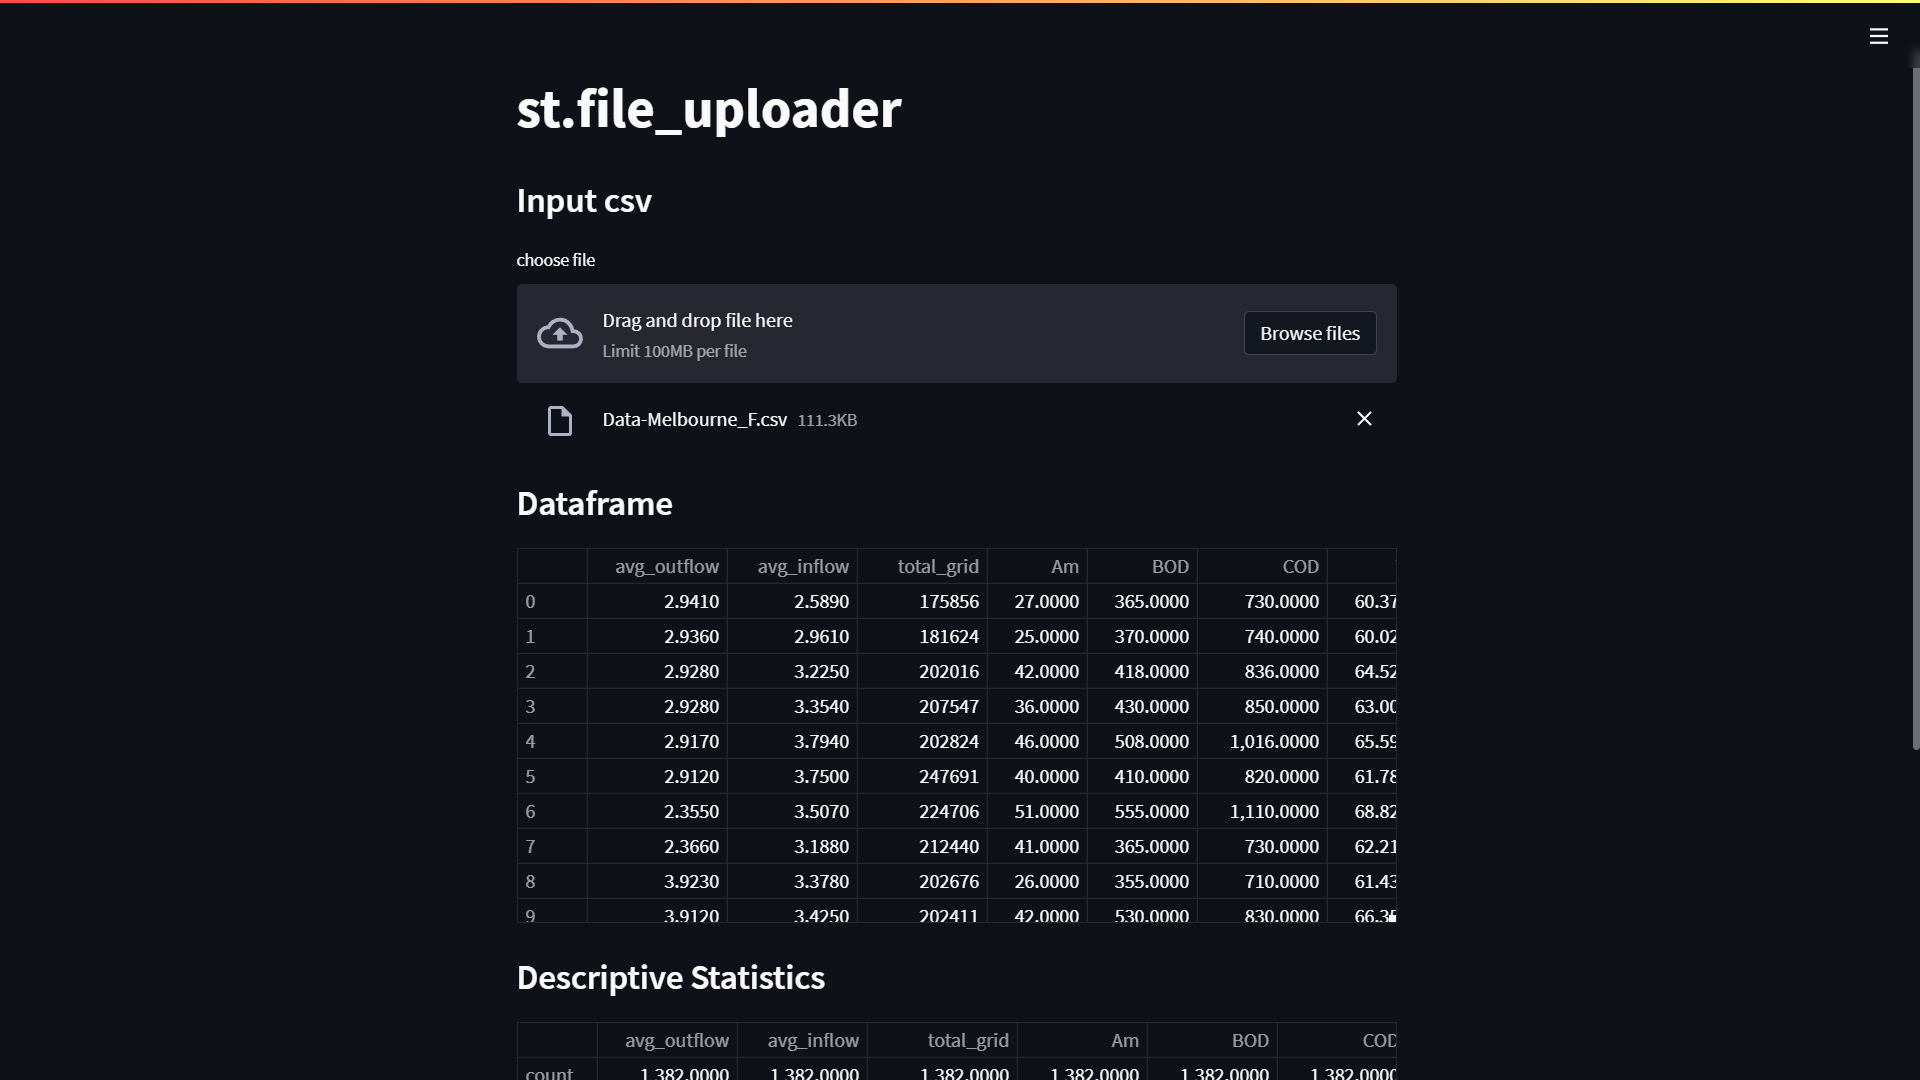 st.file_uploader
Input csv
choose file
Drag and drop file here
Limit 100MB per file
Browse files
Data-Melbourne_F.csv 111.3KB
Dataframe
avg_outflow avg_inflow total_grid Am BOD COD
0 2.9410 2.5890 175856 27.0000 365.0000 730.0000 60.37
1 2.9360 2.9610 181624 25.0000 370.0000 740.0000 60.02
2 2.9280 3.2250 202016 42.0000 418.0000 836.0000 64.52
3 2.9280 3.3540 207547 36.0000 430.0000 850.0000 63.00
4 2.9170 3.7940 202824 46.0000 508.0000 1,016.0000 65.59
5 2.9120 3.7500 247691 40.0000 410.0000 820.0000 61.78
6 2.3550 3.5070 224706 51.0000 555.0000 1,110.0000 68.82
7 2.3660 3.1880 212440 41.0000 365.0000 730.0000 62.21
8 3.9230 3.3780 202676 26.0000 355.0000 710.0000 61.43
9 3.9120 3.4250 202411 42.0000 530.0000 830.0000
Descriptive Statistics
avg_outflow avg_inflow total_grid Am BOD COD
count 1,382.0000 1,382.0000 1,382.0000 1,382.0000 1,382.0000 1,382.0000